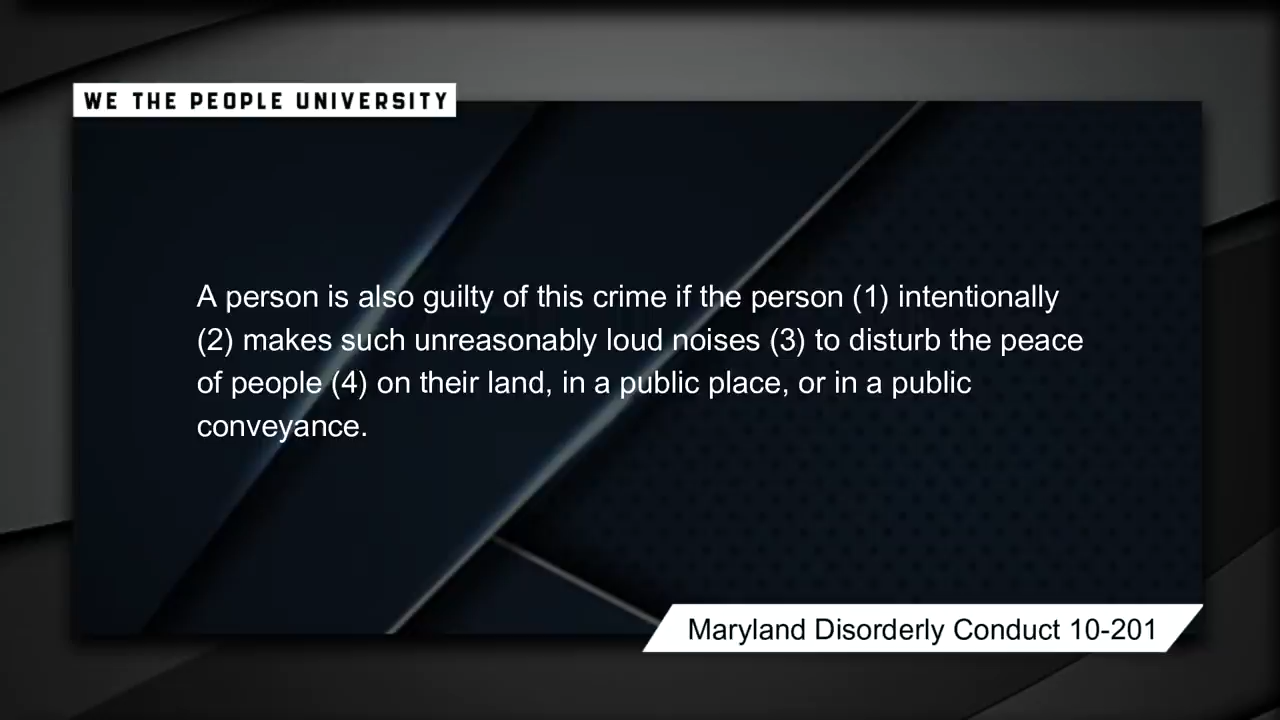 WE THE PEOPLE UNIVERSITY
A person is also guilty of this crime if the person (1) intentionally
(2) makes such unreasonably loud noises (3) to disturb the peace
of people (4) on their land, in a public place, or in a public
conveyance.
Maryland Disorderly Conduct 10-201